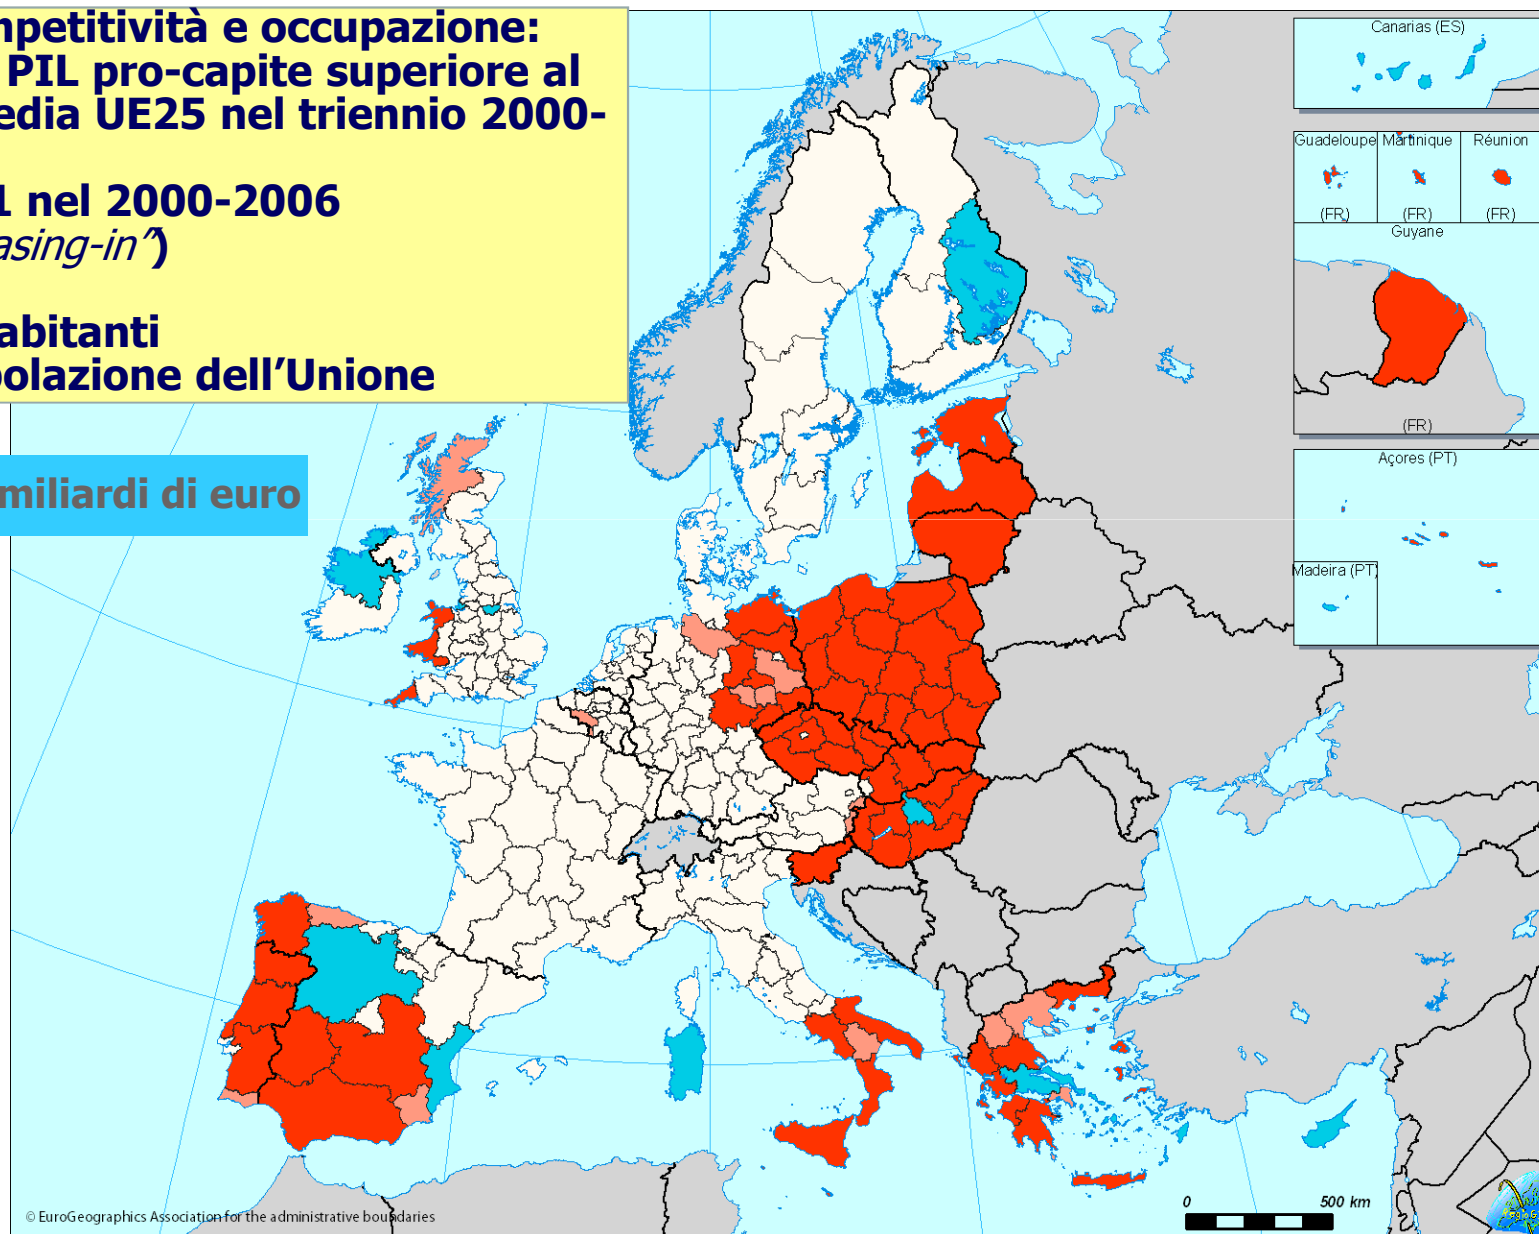 mpetitività e occupazione:
PIL pro-capite superiore al
edia UE25 nel triennio 2000-
1 nel 2000-2006
asing-in”)
abitanti
polazione dell’Unione
miliardi di euro
Canarias (ES)
Guadeloupe
Martinique
Réunion
(FR)
(FR)
(FR)
Guyane
(FR)
Açores (PT)
Madeira (PT)
0
500 km
© EuroGeographics Association for the administrative boundaries